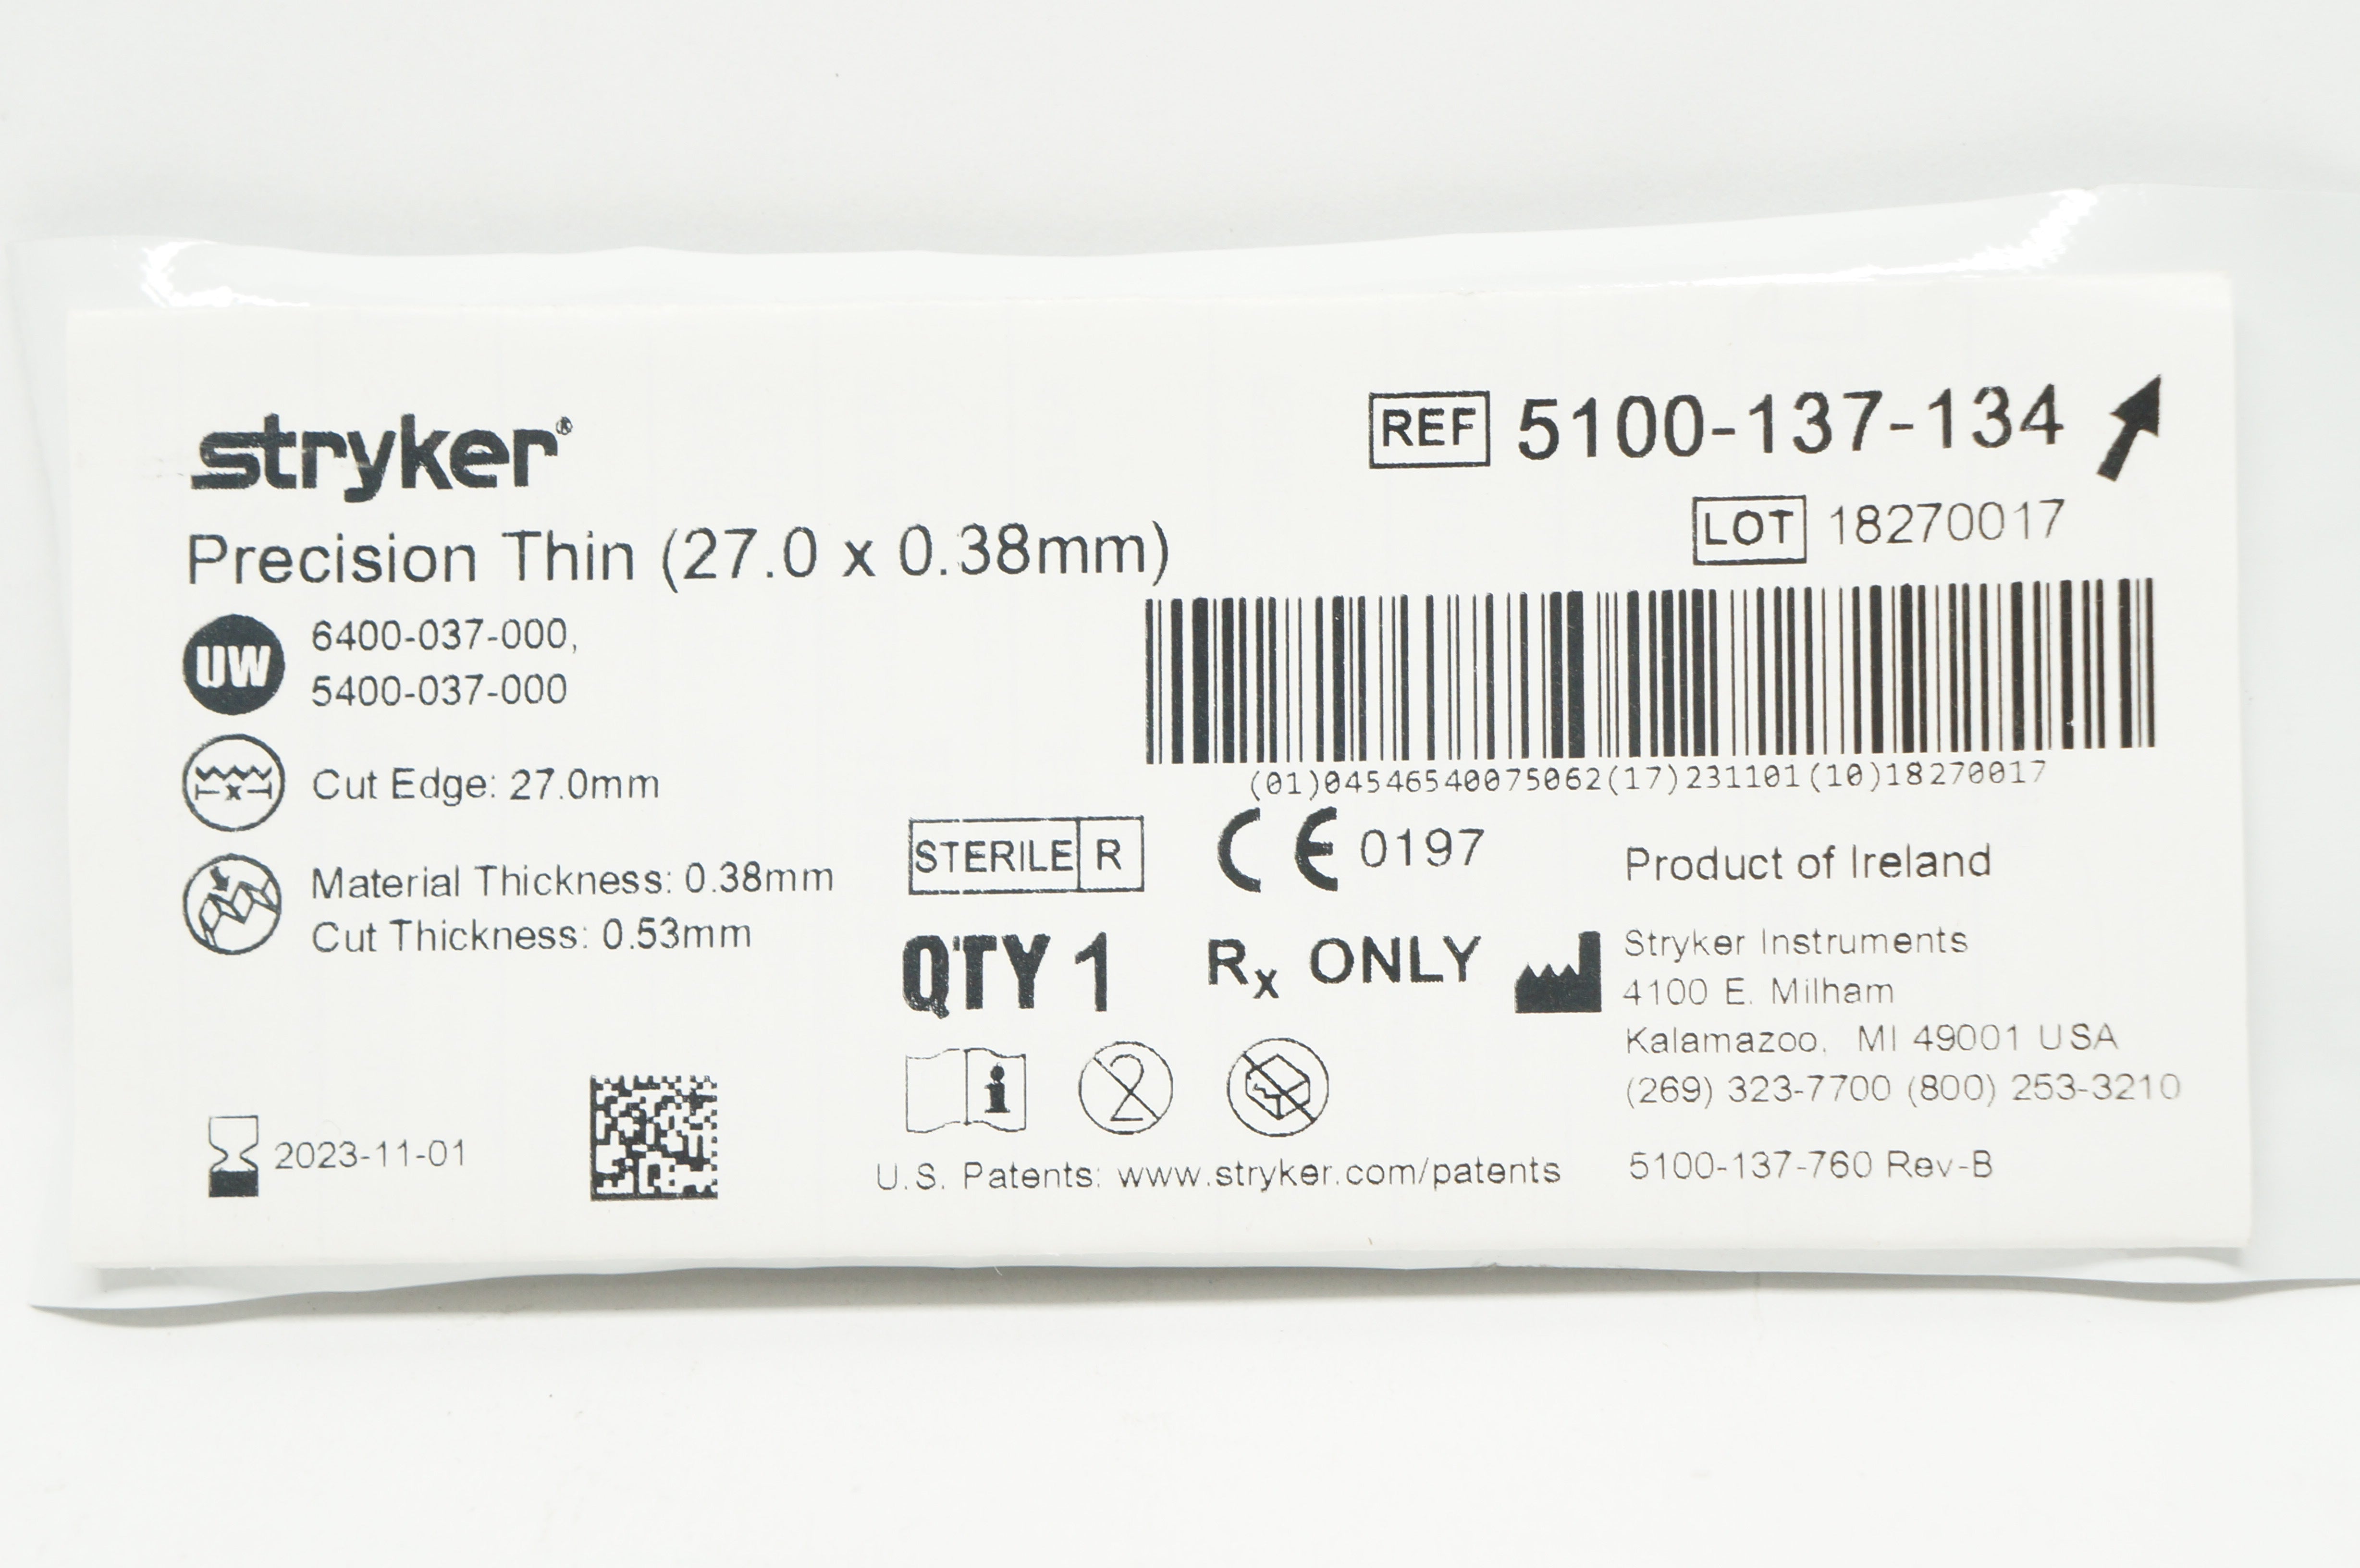 stryker®
Precision Thin (27.0 x 0.38mm)
UW
6400-037-000,
5400-037-000
x
Cut Edge: 27.0mm
Material Thickness: 0.38mm
Cut Thickness: 0.53mm
2023-11-01
REF 5100-137-134
LOT 18270017
(01)04546540075062(17)231101(10)18270017
STERILE R
CE 0197
QTY 1
Rx ONLY
i
2
U.S. Patents: www.stryker.com/patents
Product of Ireland
Stryker Instruments
4100 E. Milham
Kalamazoo, MI 49001 USA
(269) 323-7700 (800) 253-3210
5100-137-760 Rev-B